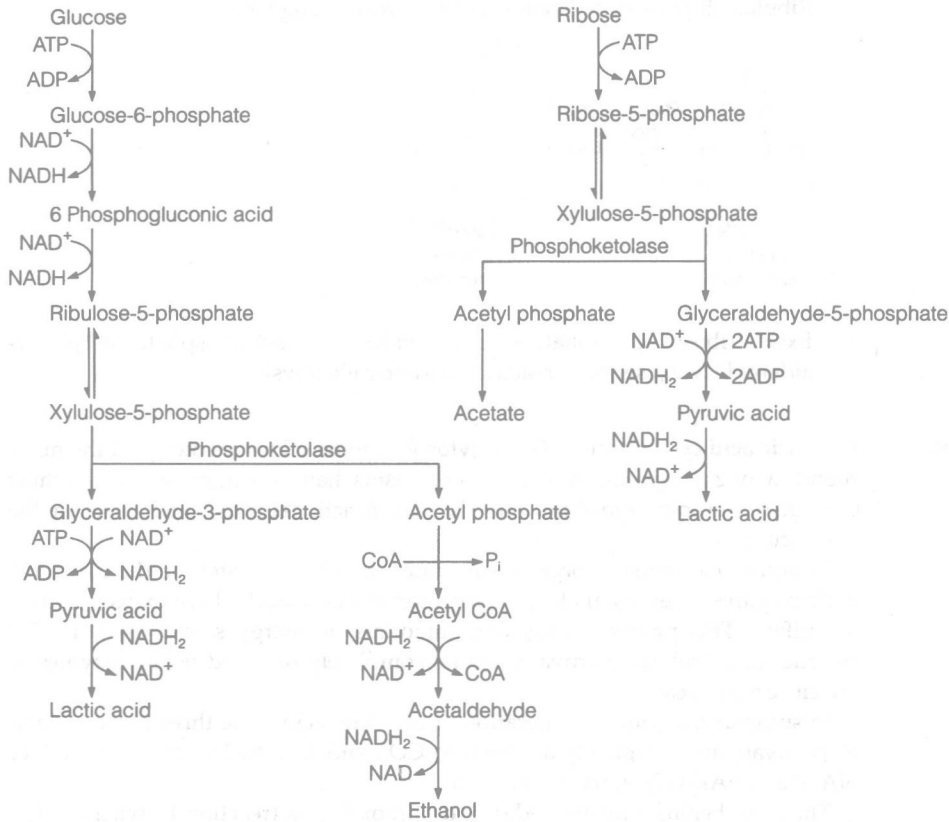 Glucose
ATP
ADP
Glucose-6-phosphate
NAD+
NADH
6 Phosphogluconic acid
NAD+
NADH
Ribulose-5-phosphate
Xylulose-5-phosphate
Phosphoketolase
Glyceraldehyde-3-phosphate
ATP NAD+
ADP NADH2
Pyruvic acid
NADH2
NAD+
Lactic acid
Acetyl phosphate
CoA Pi
Acetyl CoA
NADH2
NAD+ CoA
Acetaldehyde
NADH2
NAD
Ethanol
Ribose
ATP
ADP
Ribose-5-phosphate
Xylulose-5-phosphate
Phosphoketolase
Acetyl phosphate
Acetate
Glyceraldehyde-5-phosphate
NAD+ 2ATP
NADH2 2ADP
Pyruvic acid
NADH2
NAD+
Lactic acid